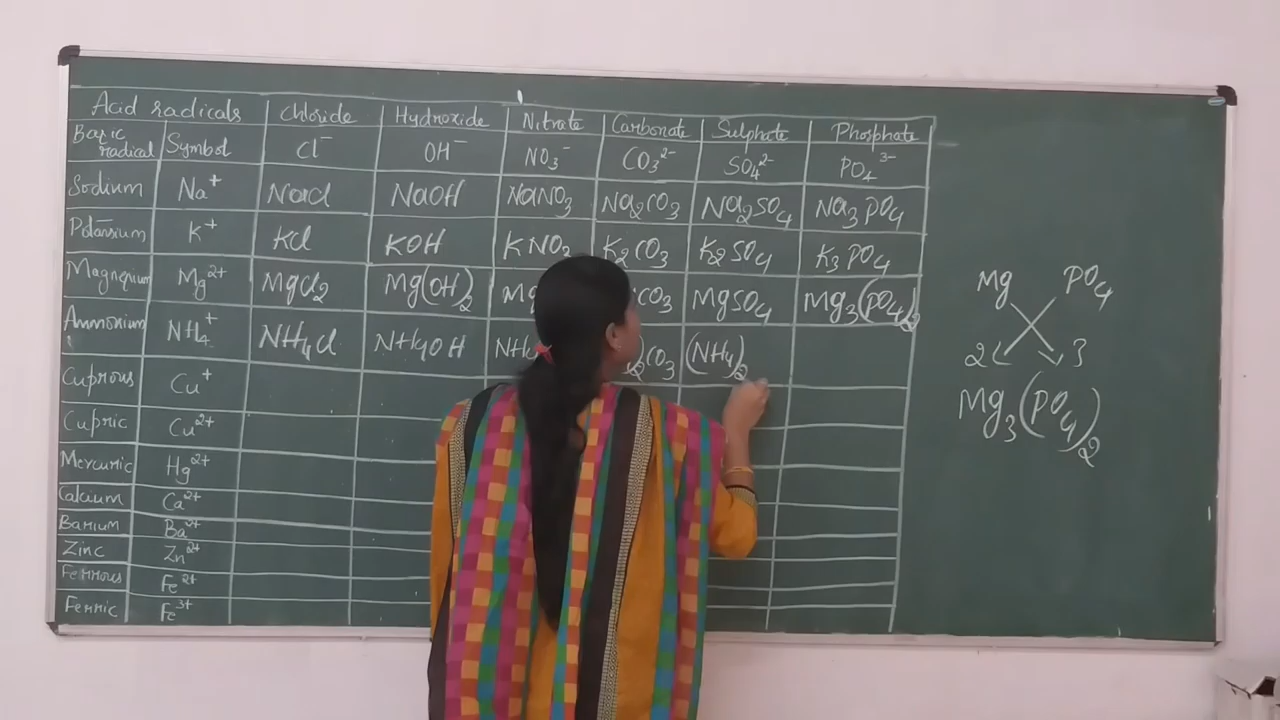 Acid radicals Chloride Hydroxide Nitrate Carbonate Sulphate Phosphate
Basic radical Symbol Cl⁻ OH⁻ NO₃⁻ CO₃²⁻ SO₄²⁻ PO₄³⁻
Sodium Na⁺ NaCl NaOH NaNO₃ Na₂CO₃ Na₂SO₄ Na₃PO₄
Potassium K⁺ KCl KOH KNO₃ K₂CO₃ K₂SO₄ K₃PO₄
Magnesium Mg²⁺ MgCl₂ Mg(OH)₂ Mg CO₃ MgSO₄ Mg₃(PO₄)₂
Ammonium NH₄⁺ NH₄Cl NH₄OH NH₄ )₂CO₃ (NH₄)₂
Cuprous Cu⁺
Cupric Cu²⁺
Mercuric Hg²⁺
Calcium Ca²⁺
Barium Ba²⁺
Zinc Zn²⁺
Ferrous Fe²⁺
Ferric Fe³⁺
Mg PO₄
2 3
Mg₃(PO₄)₂